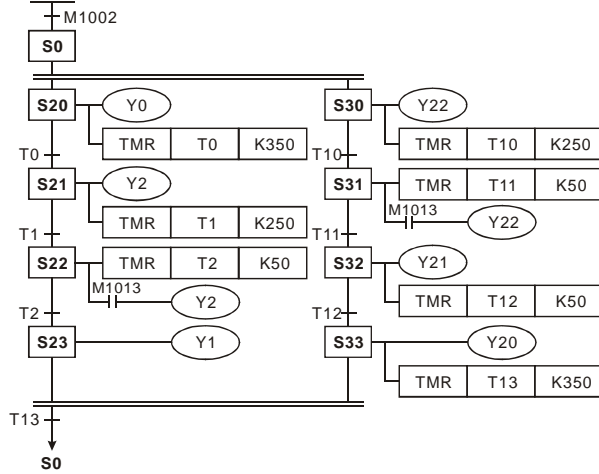 M1002
S0
S20
Y0
TMR T0 K350
T0
S21
Y2
TMR T1 K250
T1
S22
TMR T2 K50
M1013
Y2
T2
S23
Y1
S30
Y22
TMR T10 K250
T10
S31
TMR T11 K50
M1013
Y22
T11
S32
Y21
TMR T12 K50
T12
S33
Y20
TMR T13 K350
T13
S0